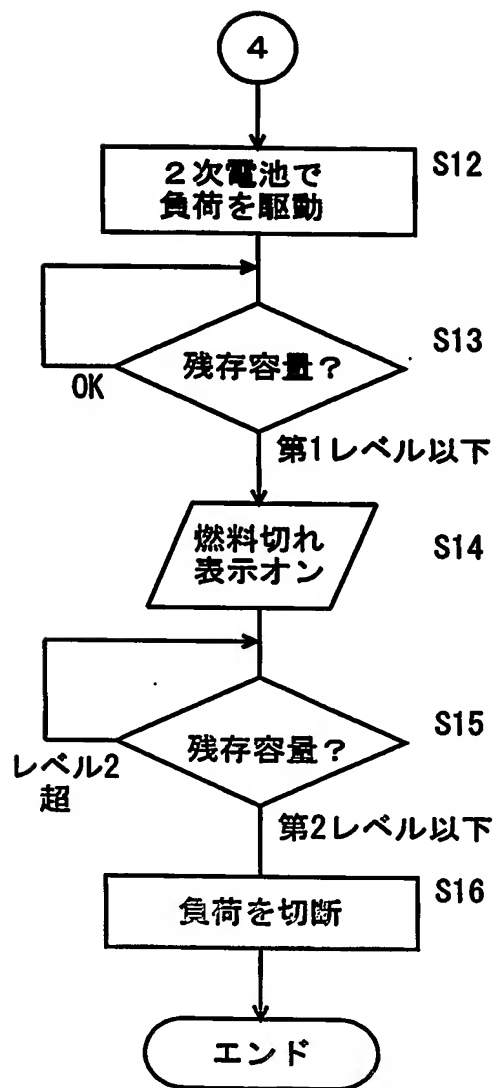 4
S12
2次電池で
負荷を駆動
S13
残存容量？
OK
第1レベル以下
S14
燃料切れ
表示オン
S15
残存容量？
レベル2
超
第2レベル以下
S16
負荷を切断
エンド